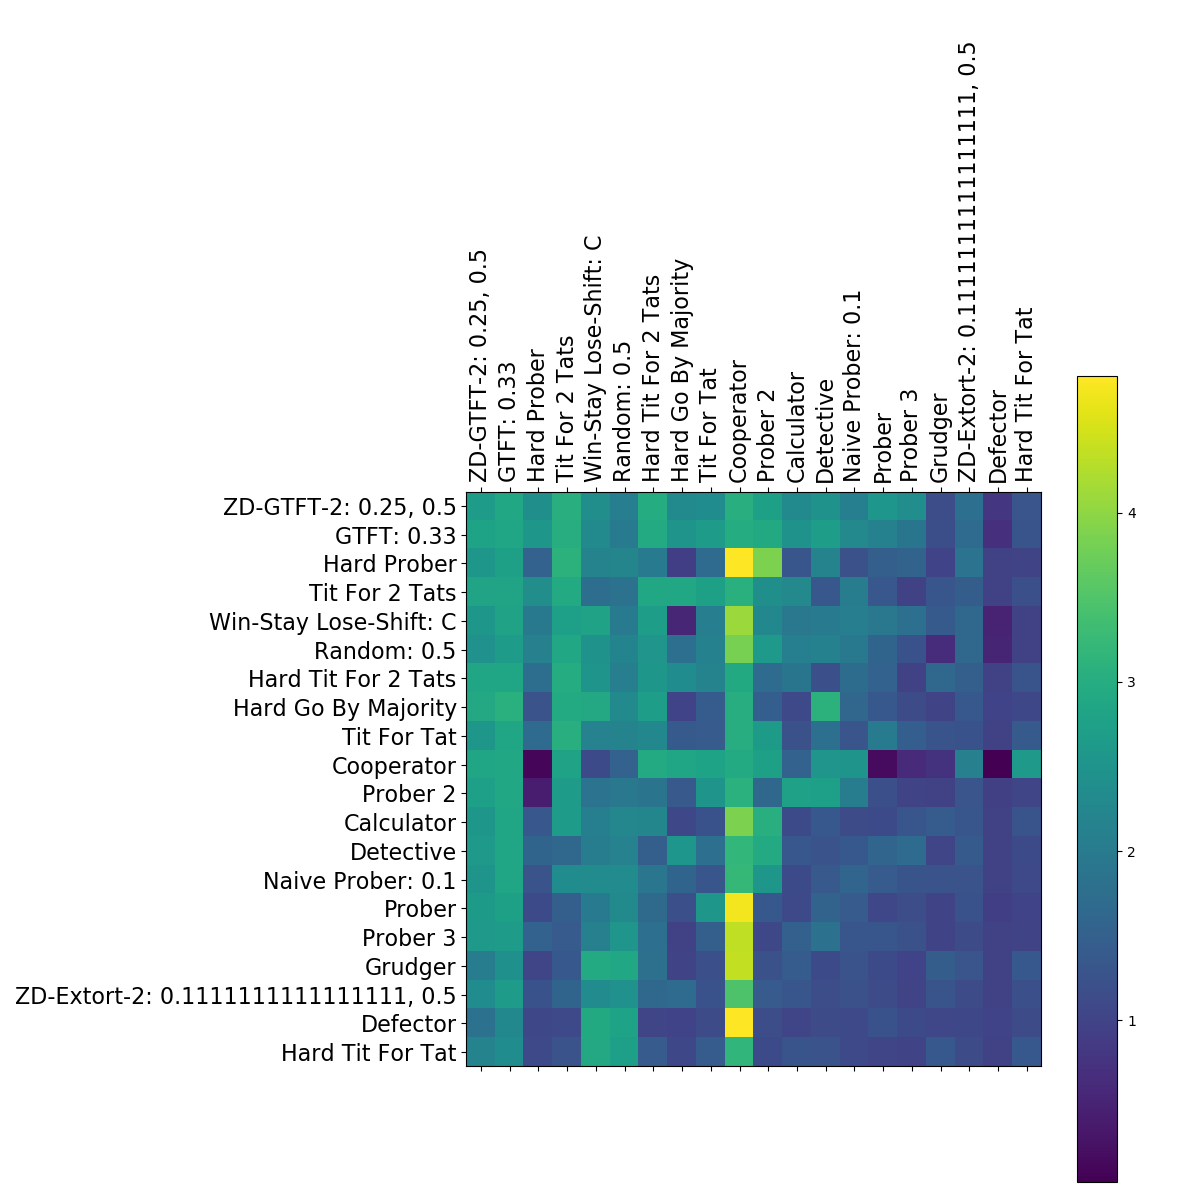 ZD-GTFT-2: 0.25, 0.5
GTFT: 0.33
Hard Prober
Tit For 2 Tats
Win-Stay Lose-Shift: C
Random: 0.5
Hard Tit For 2 Tats
Hard Go By Majority
Tit For Tat
Cooperator
Prober 2
Calculator
Detective
Naive Prober: 0.1
Prober
Prober 3
Grudger
ZD-Extort-2: 0.1111111111111111, 0.5
Defector
Hard Tit For Tat
ZD-GTFT-2: 0.25, 0.5
GTFT: 0.33
Hard Prober
Tit For 2 Tats
Win-Stay Lose-Shift: C
Random: 0.5
Hard Tit For 2 Tats
Hard Go By Majority
Tit For Tat
Cooperator
Prober 2
Calculator
Detective
Naive Prober: 0.1
Prober
Prober 3
Grudger
ZD-Extort-2: 0.1111111111111111, 0.5
Defector
Hard Tit For Tat
4
3
2
1